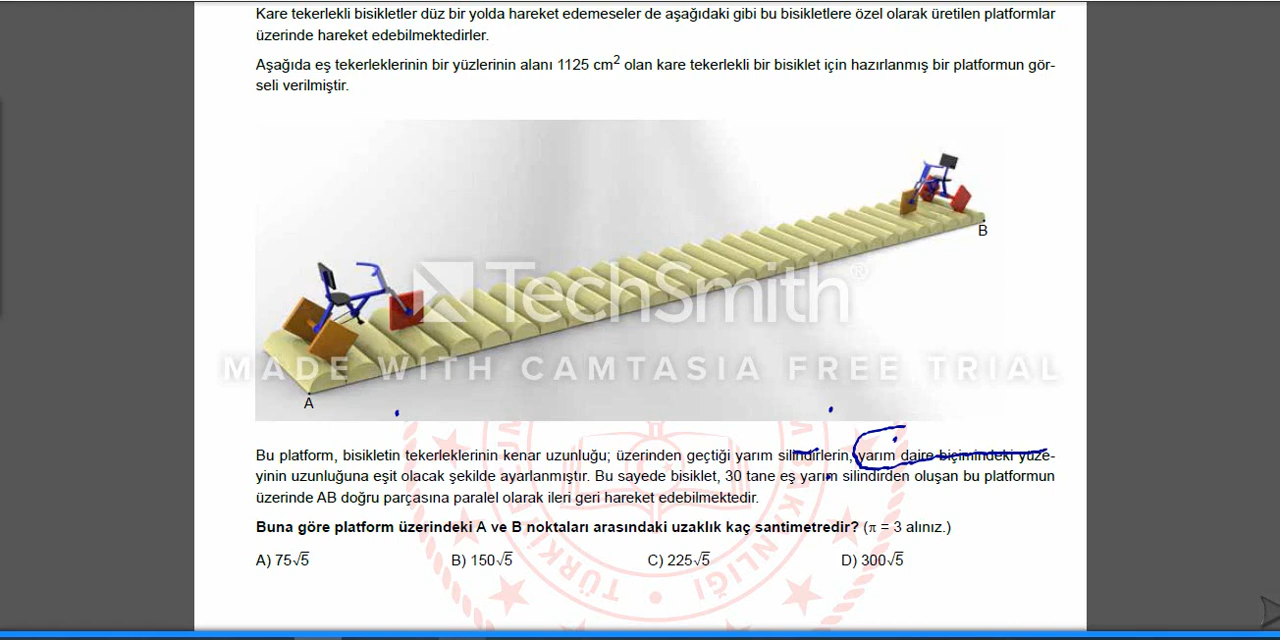 Kare tekerlekli bisikletler düz bir yolda hareket edemeseler de aşağıdaki gibi bu bisikletlere özel olarak üretilen platformlar
üzerinde hareket edebilmektedirler.
Aşağıda eş tekerleklerinin bir yüzlerinin alanı 1125 cm² olan kare tekerlekli bir bisiklet için hazırlanmış bir platformun gör-
seli verilmiştir.
B
TechSmith®
MADE WITH CAMTASIA FREE TRIAL
A
Bu platform, bisikletin tekerleklerinin kenar uzunluğu; üzerinden geçtiği yarım silindirlerin, yarım daire biçimindeki yüze-
yinin uzunluğuna eşit olacak şekilde ayarlanmıştır. Bu sayede bisiklet, 30 tane eş yarım silindirden oluşan bu platformun
üzerinde AB doğru parçasına paralel olarak ileri geri hareket edebilmektedir.
Buna göre platform üzerindeki A ve B noktaları arasındaki uzaklık kaç santimetredir? (π = 3 alınız.)
A) 75√5 B) 150√5 C) 225√5 D) 300√5